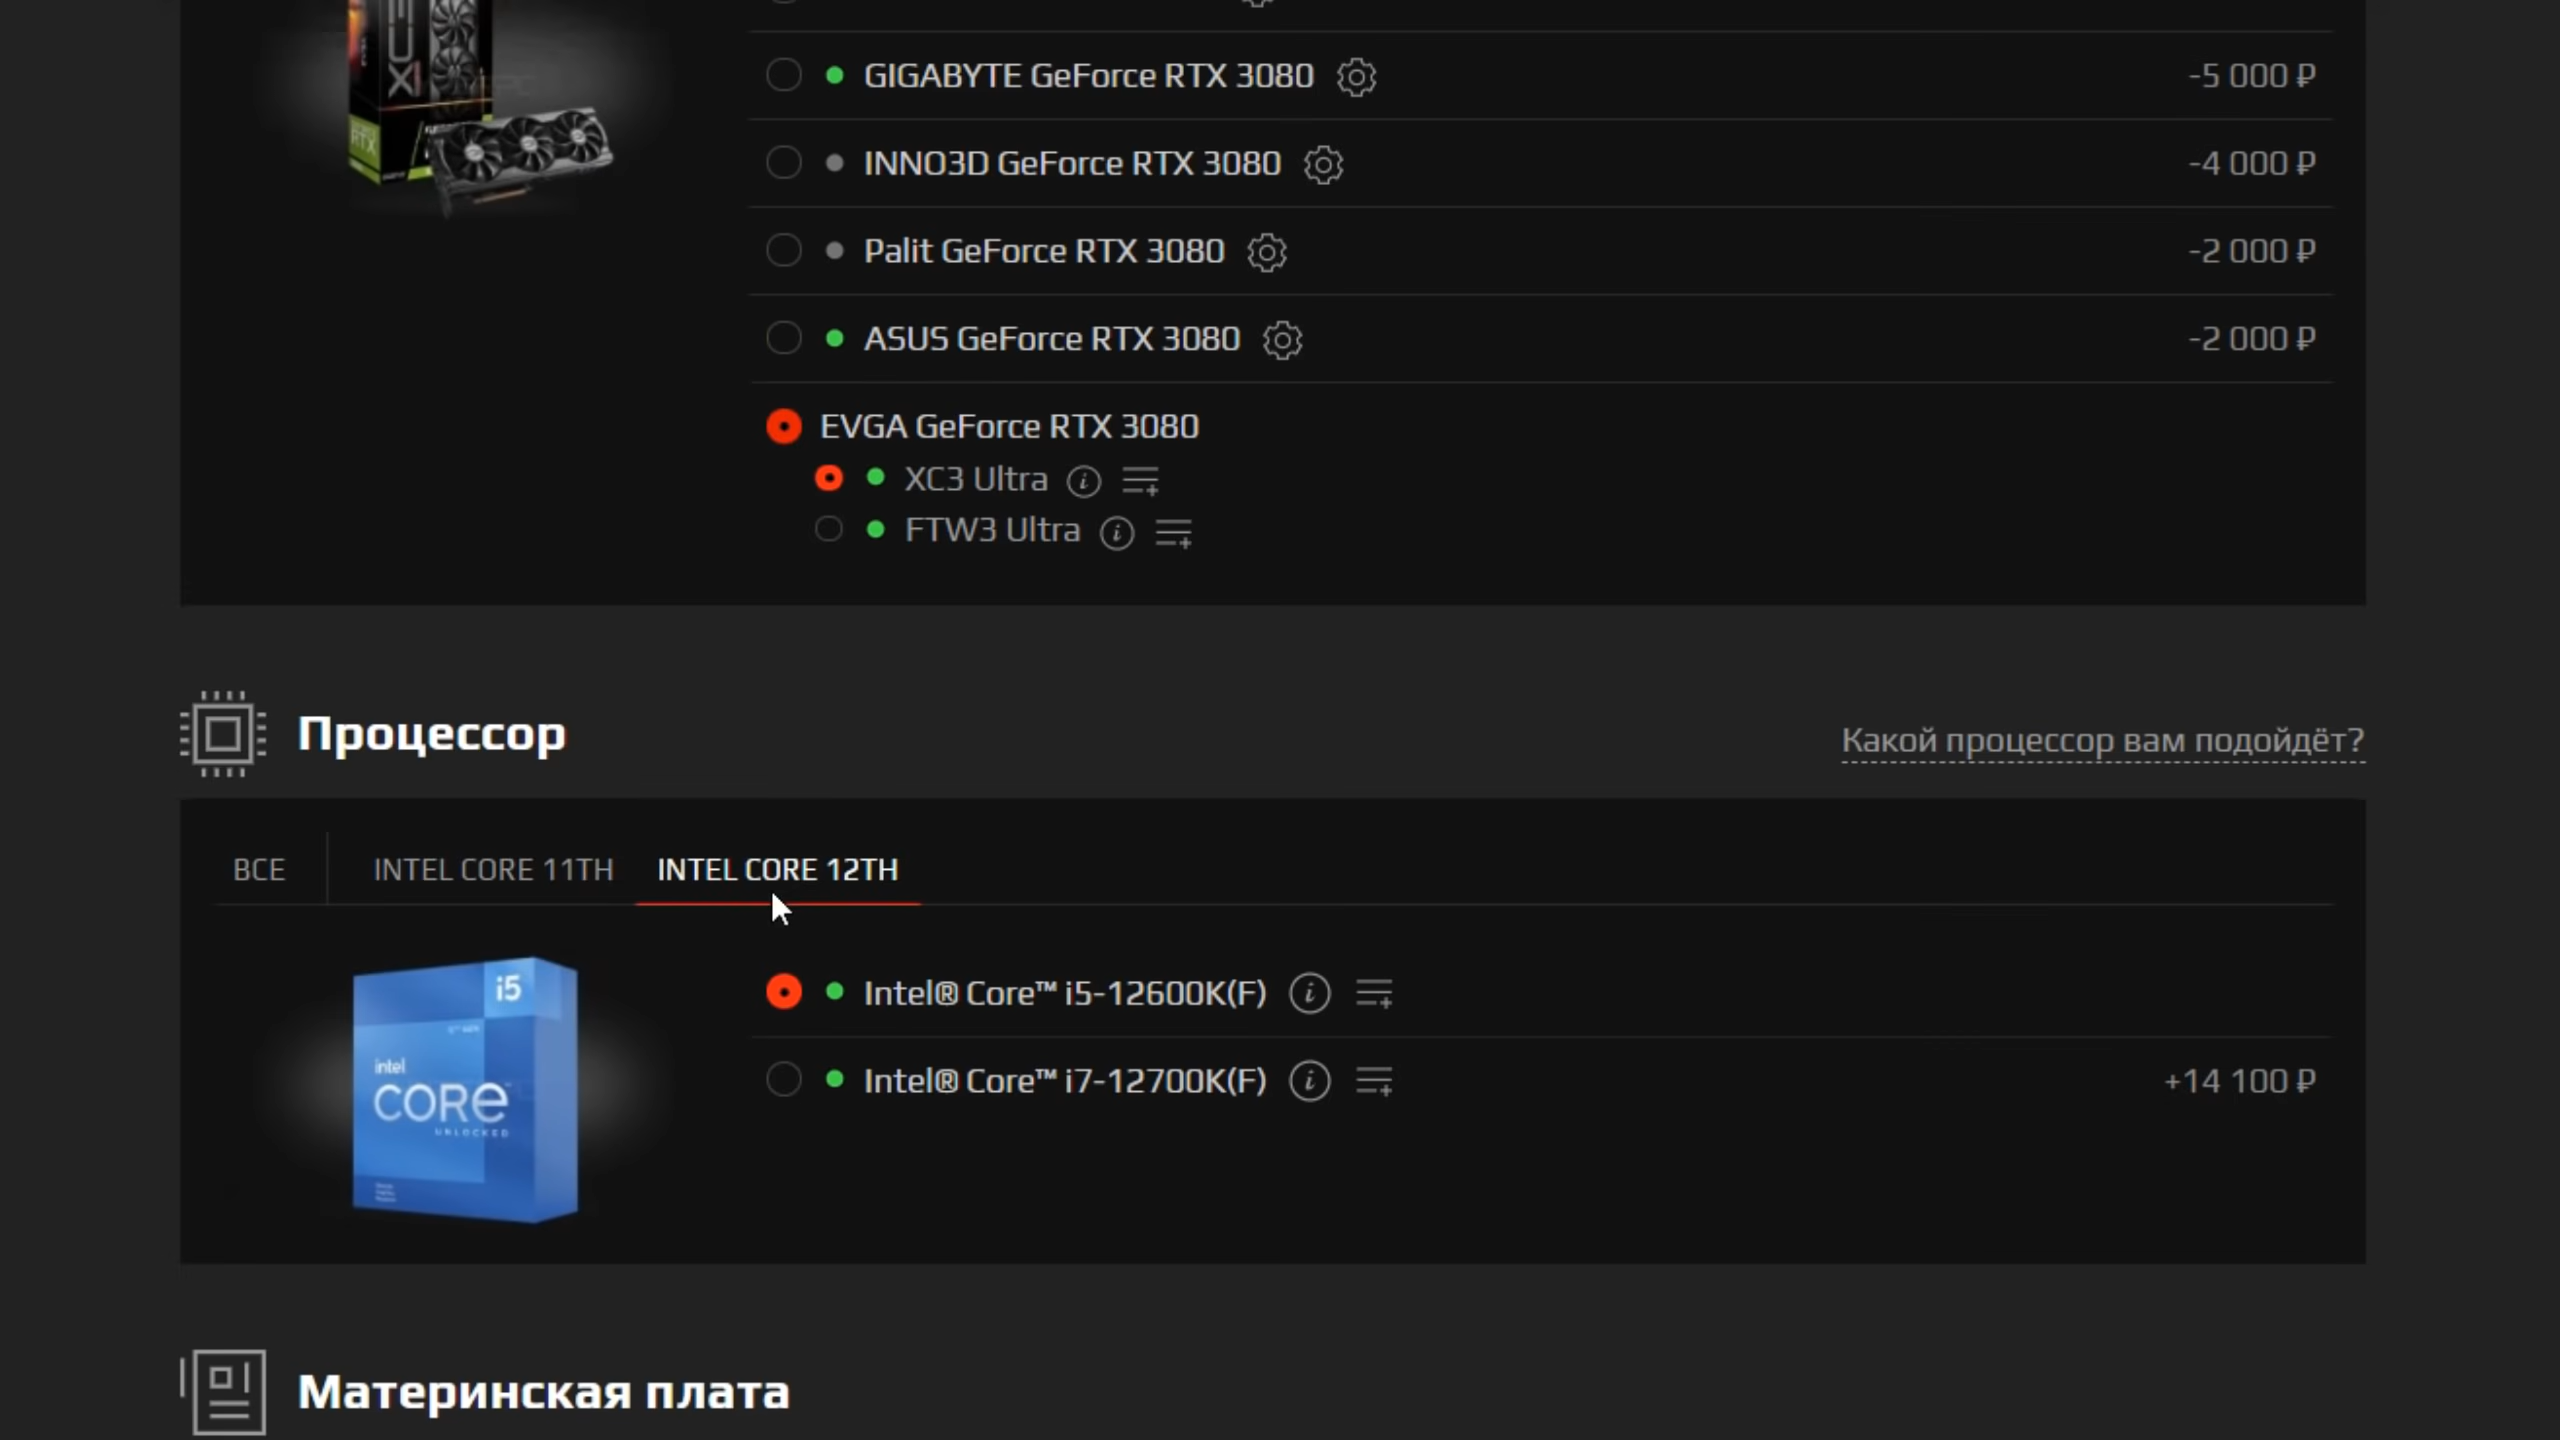 GIGABYTE GeForce RTX 3080
-5 000 ₽
INNO3D GeForce RTX 3080
-4 000 ₽
Palit GeForce RTX 3080
-2 000 ₽
ASUS GeForce RTX 3080
-2 000 ₽
EVGA GeForce RTX 3080
XC3 Ultra
FTW3 Ultra
RTX
Процессор
Какой процессор вам подойдёт?
ВСЕ
INTEL CORE 11TH
INTEL CORE 12TH
i5
intel
CORE
UNLOCKED
Intel® Core™ i5-12600K(F)
Intel® Core™ i7-12700K(F)
+14 100 ₽
Материнская плата